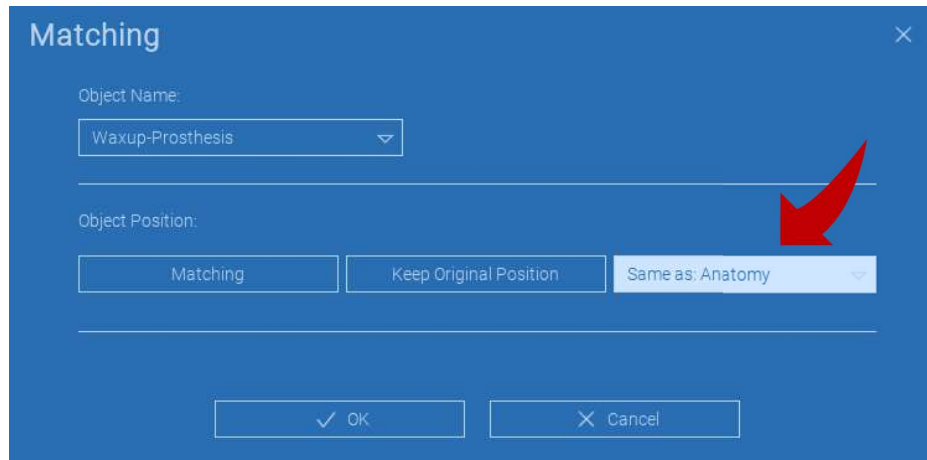 Matching
Object Name:
Waxup-Prosthesis
Object Position:
Matching
Keep Original Position
Same as: Anatomy
OK
Cancel